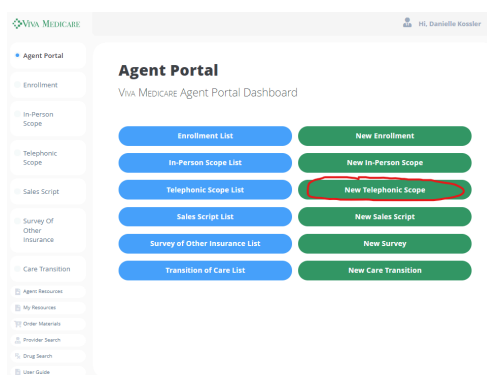 VIVA MEDICARE
Hi, Danielle Kossler
Agent Portal
Enrollment
In-Person
Scope
Telephonic
Scope
Sales Script
Survey Of
Other
Insurance
Care Transition
Agent Resources
My Resources
Order Materials
Provider Search
Drug Search
User Guide
Agent Portal
VIVA MEDICARE Agent Portal Dashboard
Enrollment List
New Enrollment
In-Person Scope List
New In-Person Scope
Telephonic Scope List
New Telephonic Scope
Sales Script List
New Sales Script
Survey of Other Insurance List
New Survey
Transition of Care List
New Care Transition